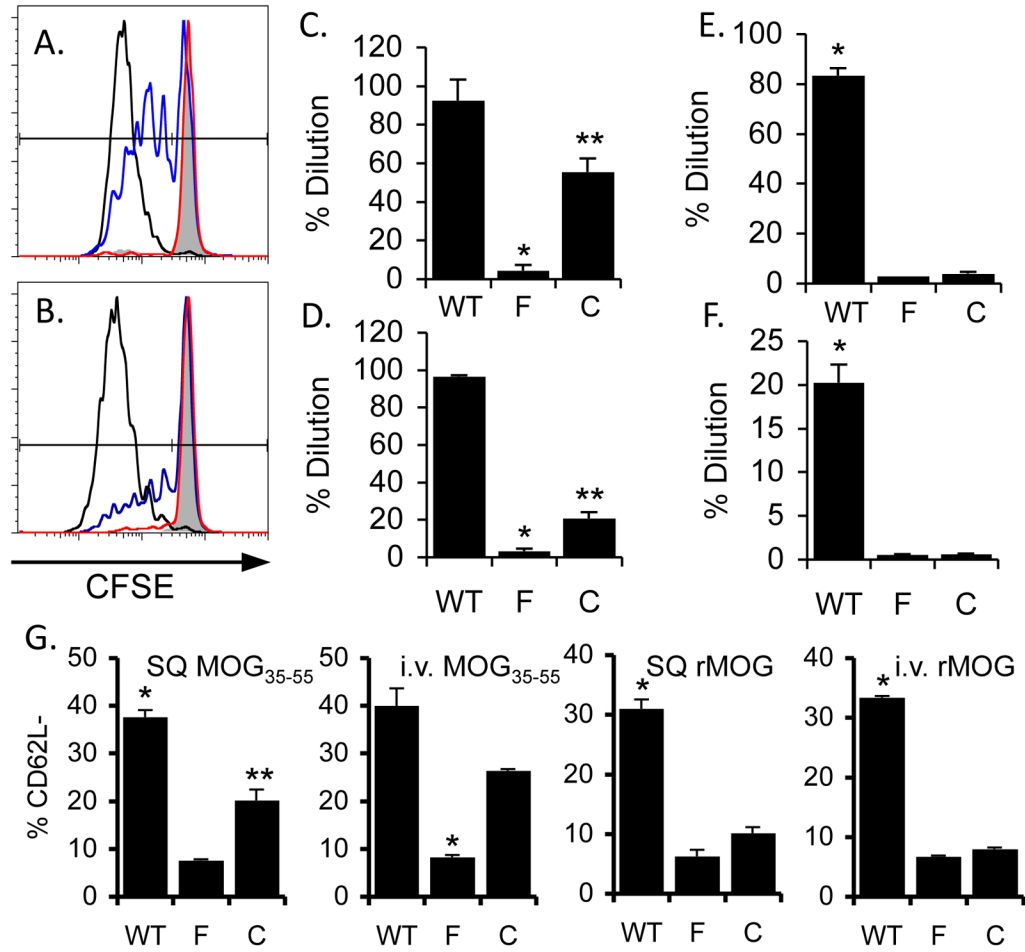 A.
B.
CFSE
C.
120
100
80
60
40
20
0
% Dilution
*
**
WT F C
D.
120
100
80
60
40
20
0
% Dilution
*
**
WT F C
E.
100
80
60
40
20
0
% Dilution
*
WT F C
F.
25
20
15
10
5
0
% Dilution
*
WT F C
G.
SQ MOG35-55
50
40
30
20
10
0
% CD62L-
*
**
WT F C
i.v. MOG35-55
50
40
30
20
10
0
*
WT F C
SQ rMOG
40
30
20
10
0
*
WT F C
i.v. rMOG
40
30
20
10
0
*
WT F C